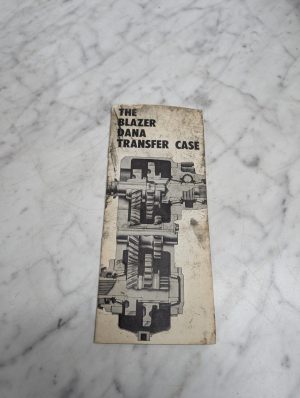 THE
BLAZER
DANA
TRANSFER CASE